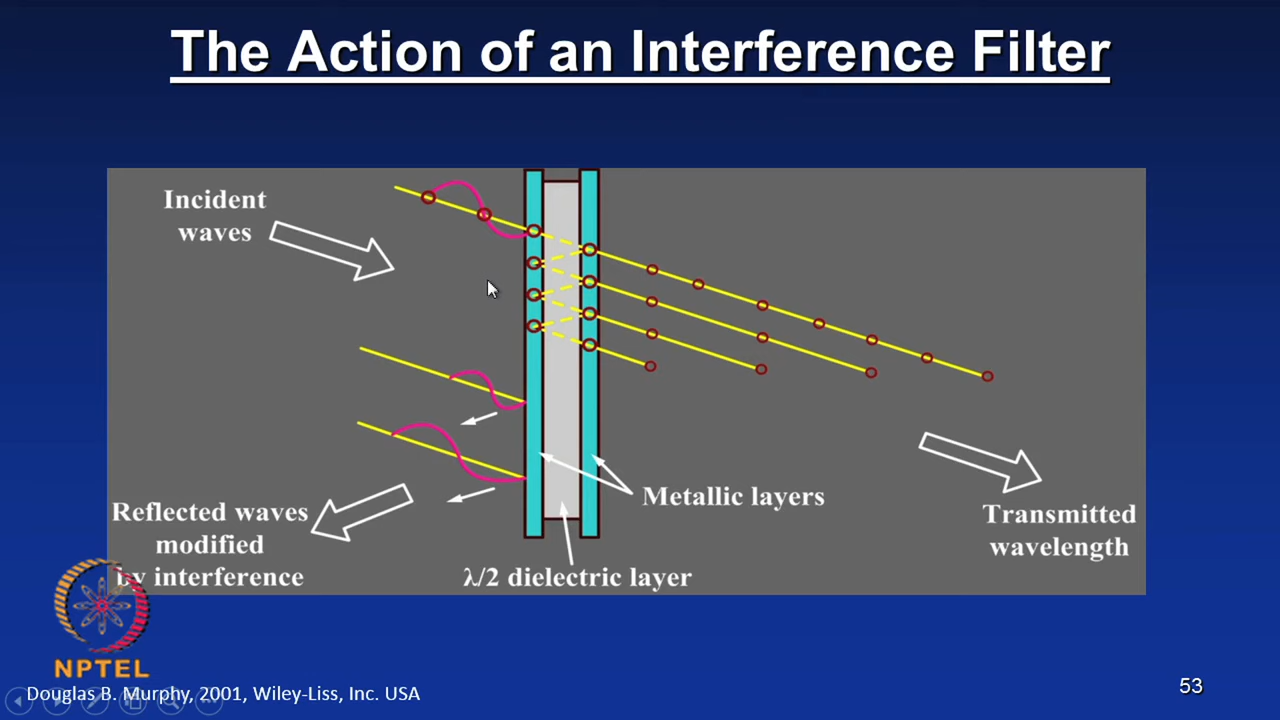 The Action of an Interference Filter
Incident
waves
Metallic layers
Reflected waves
modified
by interference
λ/2 dielectric layer
Transmitted
wavelength
NPTEL
Douglas B. Murphy, 2001, Wiley-Liss, Inc. USA
53